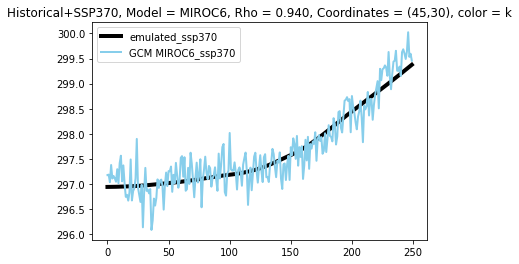 Historical+SSP370, Model = MIROC6, Rho = 0.940, Coordinates = (45,30), color = k
emulated_ssp370
GCM MIROC6_ssp370
300.0
299.5
299.0
298.5
298.0
297.5
297.0
296.5
296.0
0 50 100 150 200 250